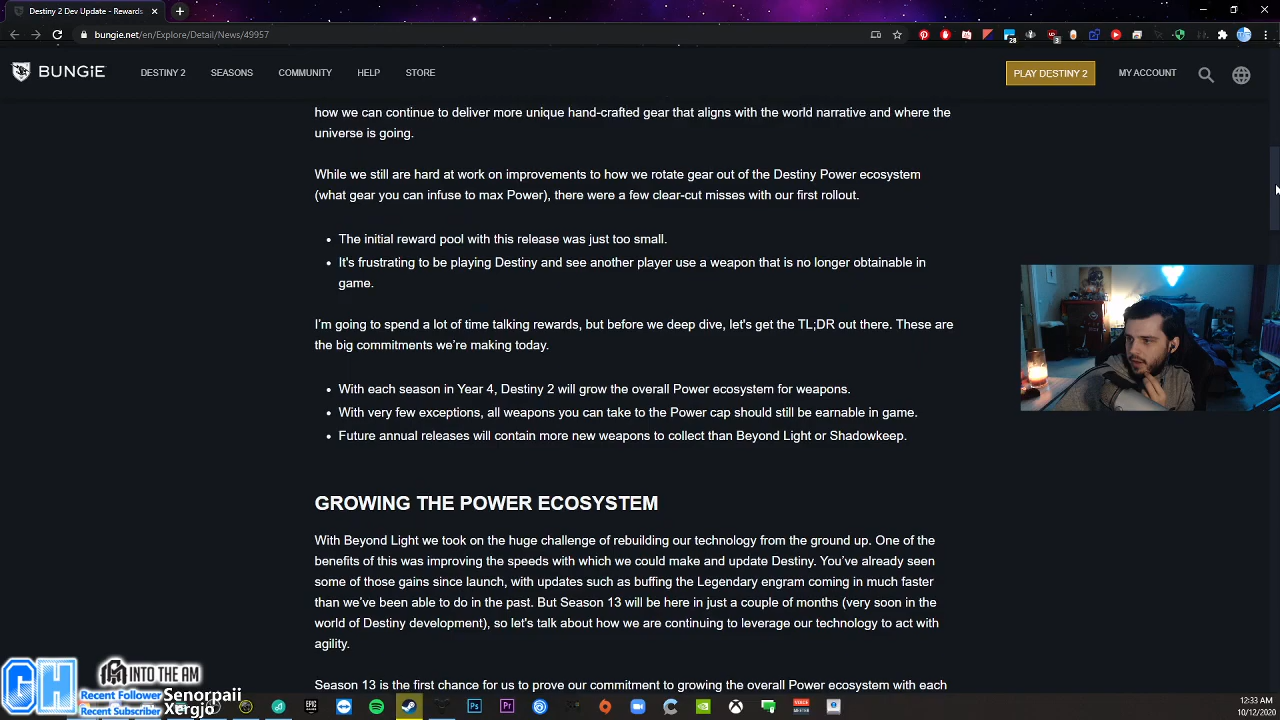 Destiny 2 Dev Update - Rewards
bungie.net/en/Explore/Detail/News/49957
28
3
BUNGiE
DESTINY 2
SEASONS
COMMUNITY
HELP
STORE
PLAY DESTINY 2
MY ACCOUNT
how we can continue to deliver more unique hand-crafted gear that aligns with the world narrative and where the
universe is going.
While we still are hard at work on improvements to how we rotate gear out of the Destiny Power ecosystem
(what gear you can infuse to max Power), there were a few clear-cut misses with our first rollout.
• The initial reward pool with this release was just too small.
• It's frustrating to be playing Destiny and see another player use a weapon that is no longer obtainable in
game.
I'm going to spend a lot of time talking rewards, but before we deep dive, let's get the TL;DR out there. These are
the big commitments we're making today.
• With each season in Year 4, Destiny 2 will grow the overall Power ecosystem for weapons.
• With very few exceptions, all weapons you can take to the Power cap should still be earnable in game.
• Future annual releases will contain more new weapons to collect than Beyond Light or Shadowkeep.
GROWING THE POWER ECOSYSTEM
With Beyond Light we took on the huge challenge of rebuilding our technology from the ground up. One of the
benefits of this was improving the speeds with which we could make and update Destiny. You've already seen
some of those gains since launch, with updates such as buffing the Legendary engram coming in much faster
than we've been able to do in the past. But Season 13 will be here in just a couple of months (very soon in the
world of Destiny development), so let's talk about how we are continuing to leverage our technology to act with
agility.
Season 13 is the first chance for us to prove our commitment to growing the overall Power ecosystem with each
GH
INTO THE AM
Recent Follower Senorpaii
Recent Subscriber Xergjo
EPIC
Ps
Pr
VOICE
MEETER
12:33 AM
10/12/2020